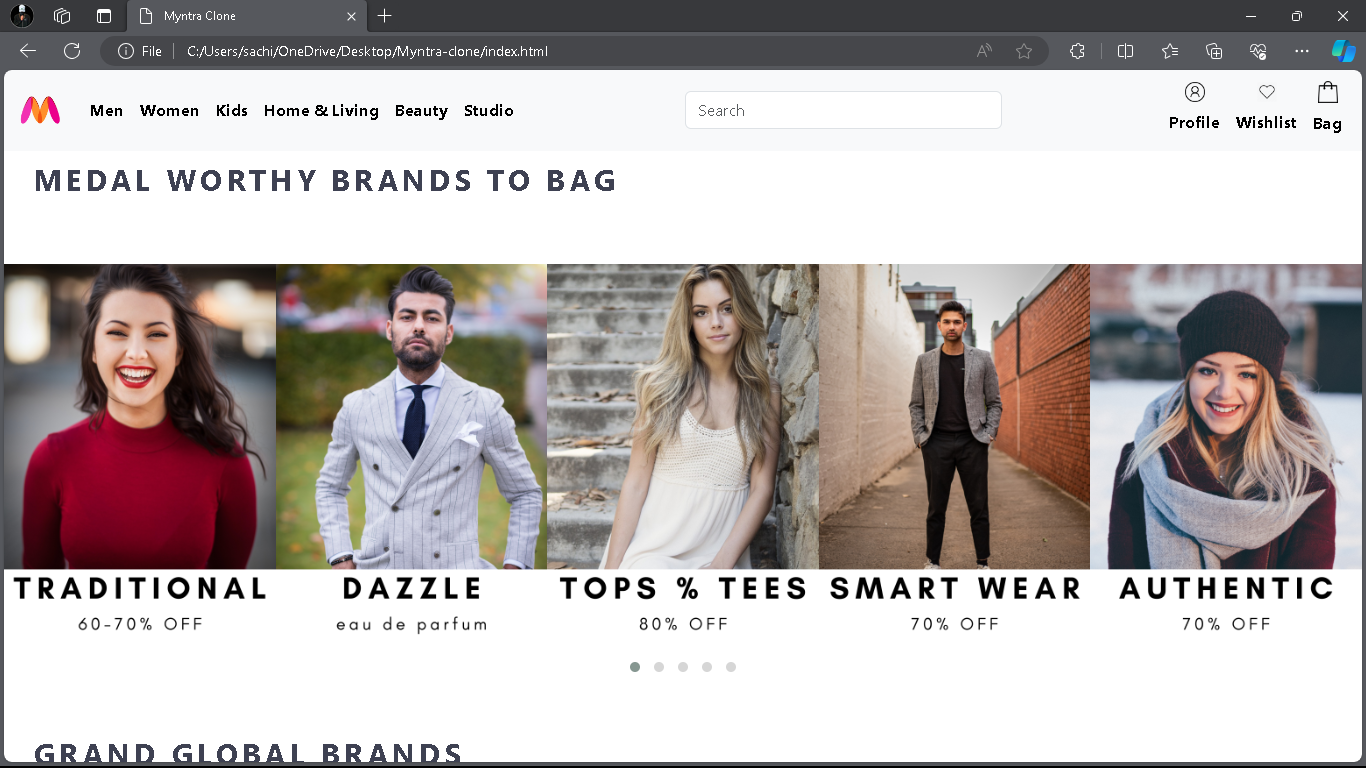 Myntra Clone
File
C:/Users/sachi/OneDrive/Desktop/Myntra-clone/index.html
Men Women Kids Home & Living Beauty Studio
Search
Profile Wishlist Bag
MEDAL WORTHY BRANDS TO BAG
TRADITIONAL
60-70% OFF
DAZZLE
eau de parfum
TOPS % TEES
80% OFF
SMART WEAR
70% OFF
AUTHENTIC
70% OFF
GRAND GLOBAL BRANDS